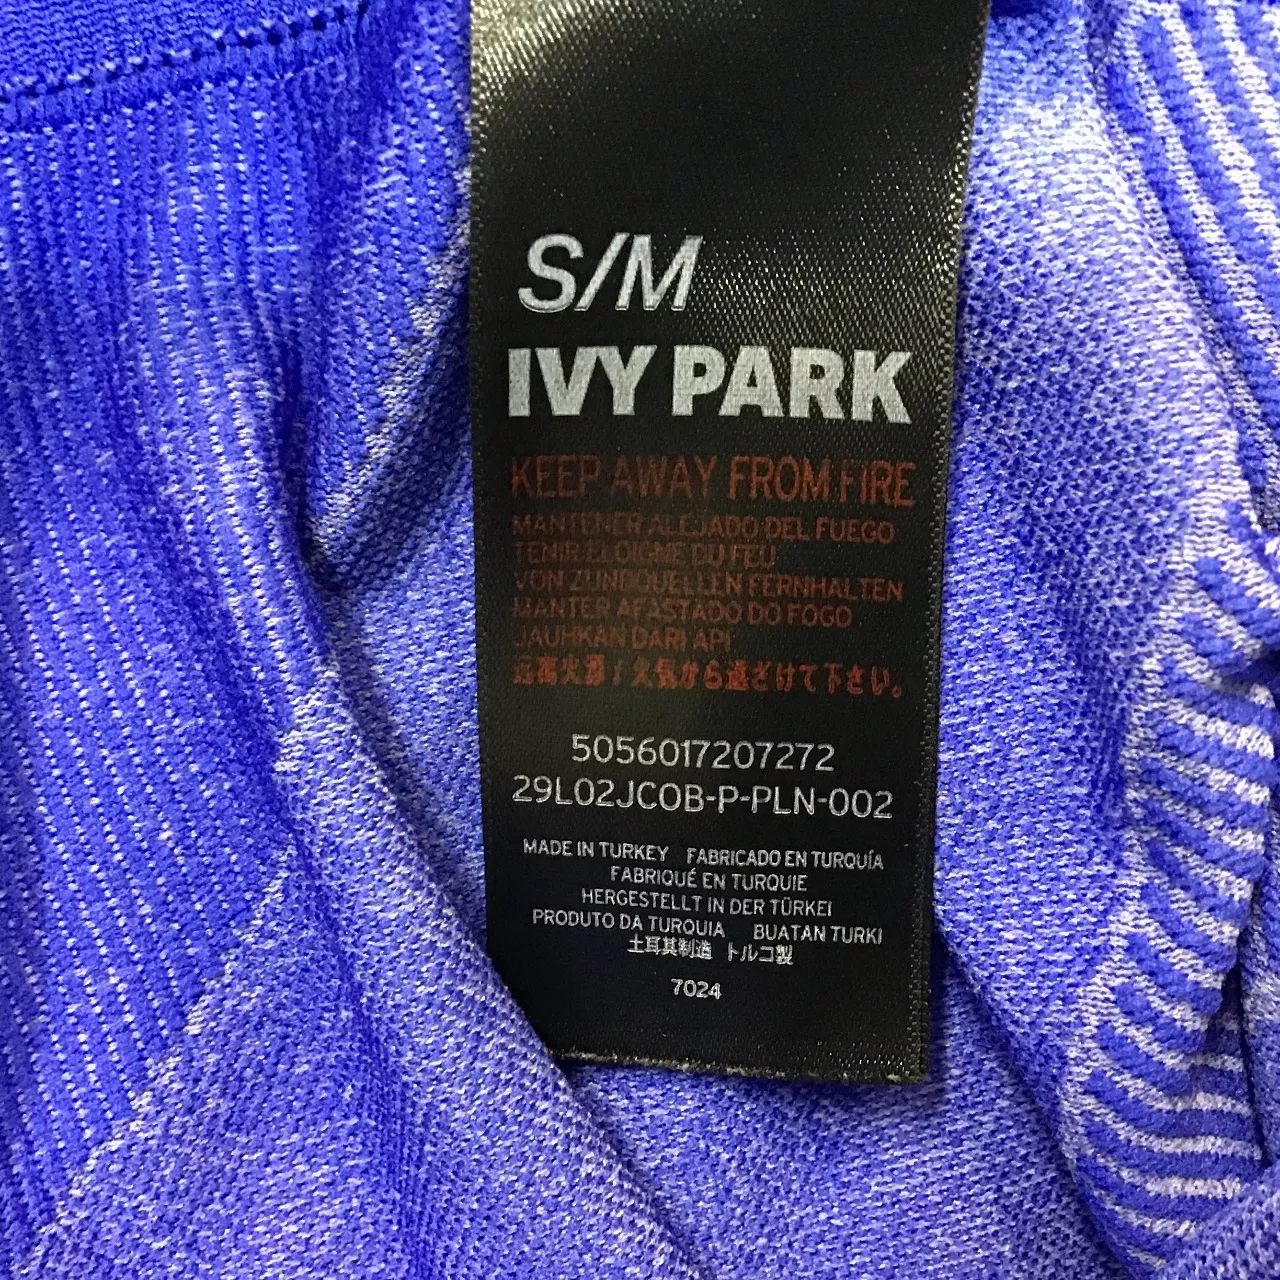 S/M
IVY PARK
KEEP AWAY FROM FIRE
MANTENER ALEJADO DEL FUEGO
TENIR ELOIGNE DU FEU
VON ZUNDQUELLEN FERNHALTEN
MANTER AFASTADO DO FOGO
JAUHKAN DARI API
远离火源 / 火気から遠ざけて下さい。
5056017207272
29L02JCOB-P-PLN-002
MADE IN TURKEY FABRICADO EN TURQUÍA
FABRIQUÉ EN TURQUIE
HERGESTELLT IN DER TÜRKEI
PRODUTO DA TURQUIA BUATAN TURKI
土耳其制造 トルコ製
7024